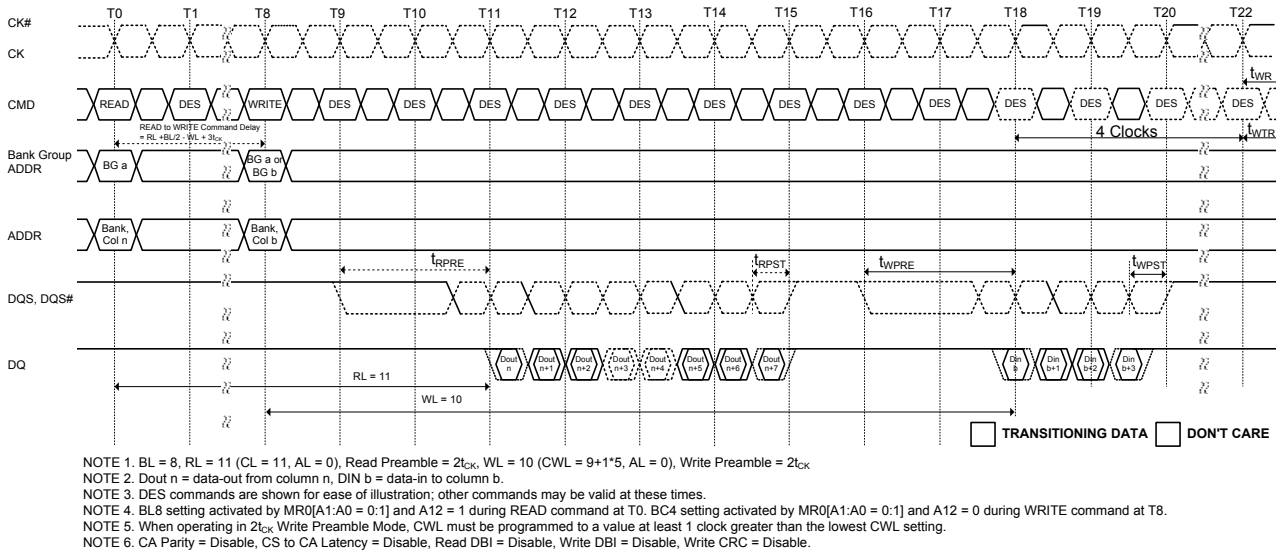 T0 T1 T8 T9 T10 T11 T12 T13 T14 T15 T16 T17 T18 T19 T20 T22
CK#
CK
tWR
CMD READ DES WRITE DES DES DES DES DES DES DES DES DES DES DES DES DES
READ to WRITE Command Delay
= RL +BL/2 - WL + 3tCK
4 Clocks
tWTR
Bank Group
ADDR
BG a
BG a or
BG b
ADDR
Bank,
Col n
Bank,
Col b
tRPRE tRPST tWPRE tWPST
DQS, DQS#
DQ
Dout n Dout n+1 Dout n+2 Dout n+3 Dout n+4 Dout n+5 Dout n+6 Dout n+7 Din b Din b+1 Din b+2 Din b+3
RL = 11
WL = 10
TRANSITIONING DATA DON'T CARE
NOTE 1. BL = 8, RL = 11 (CL = 11, AL = 0), Read Preamble = 2tCK, WL = 10 (CWL = 9+1*5, AL = 0), Write Preamble = 2tCK
NOTE 2. Dout n = data-out from column n, DIN b = data-in to column b.
NOTE 3. DES commands are shown for ease of illustration; other commands may be valid at these times.
NOTE 4. BL8 setting activated by MR0[A1:A0 = 0:1] and A12 = 1 during READ command at T0. BC4 setting activated by MR0[A1:A0 = 0:1] and A12 = 0 during WRITE command at T8.
NOTE 5. When operating in 2tCK Write Preamble Mode, CWL must be programmed to a value at least 1 clock greater than the lowest CWL setting.
NOTE 6. CA Parity = Disable, CS to CA Latency = Disable, Read DBI = Disable, Write DBI = Disable, Write CRC = Disable.